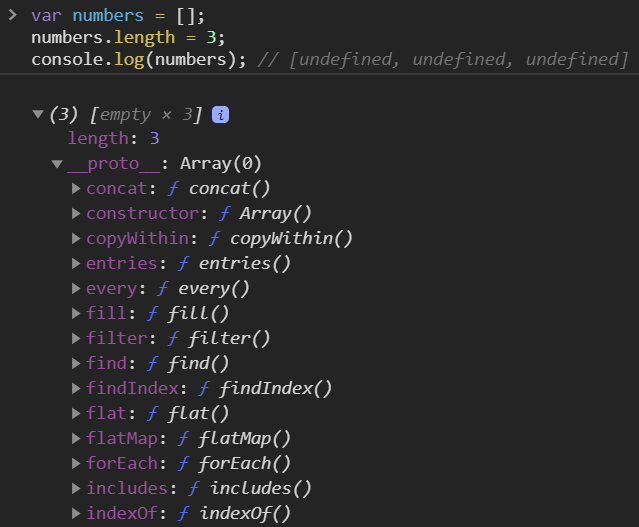 > var numbers = [];
numbers.length = 3;
console.log(numbers); // [undefined, undefined, undefined]
▼ (3) [empty × 3] i
length: 3
▼ __proto__: Array(0)
▶ concat: ƒ concat()
▶ constructor: ƒ Array()
▶ copyWithin: ƒ copyWithin()
▶ entries: ƒ entries()
▶ every: ƒ every()
▶ fill: ƒ fill()
▶ filter: ƒ filter()
▶ find: ƒ find()
▶ findIndex: ƒ findIndex()
▶ flat: ƒ flat()
▶ flatMap: ƒ flatMap()
▶ forEach: ƒ forEach()
▶ includes: ƒ includes()
▶ indexOf: ƒ indexOf()